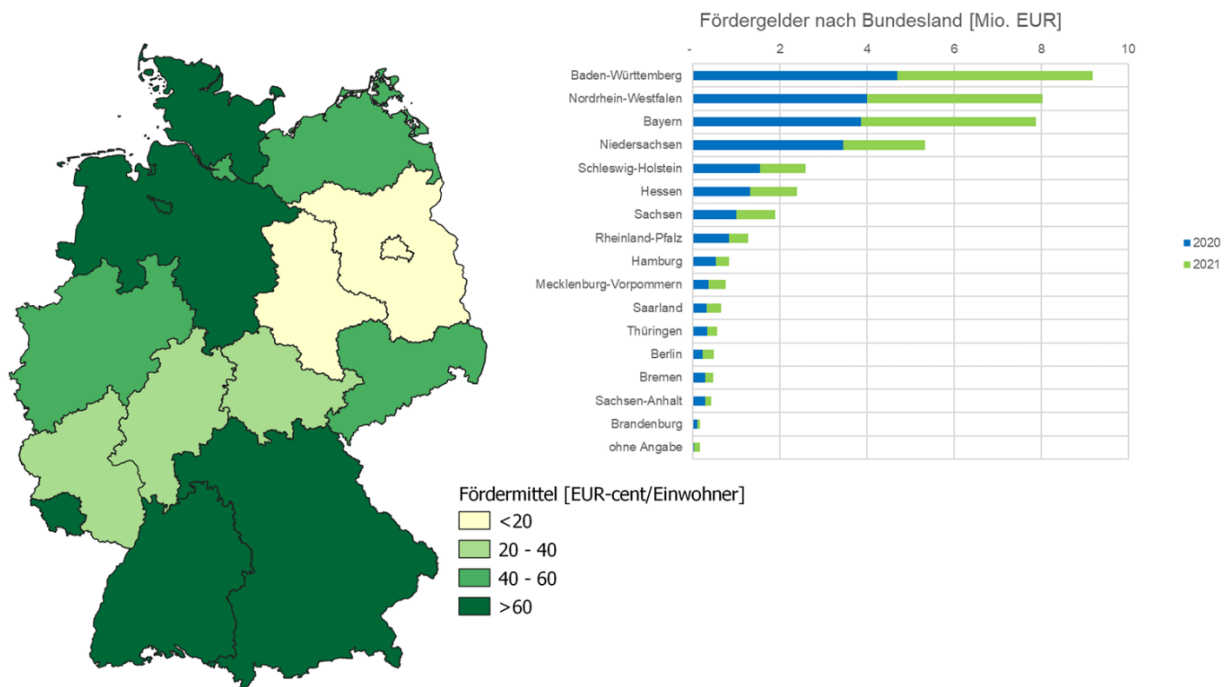 Fördergelder nach Bundesland [Mio. EUR]
- 2 4 6 8 10
Baden-Württemberg
Nordrhein-Westfalen
Bayern
Niedersachsen
Schleswig-Holstein
Hessen
Sachsen
Rheinland-Pfalz
Hamburg
Mecklenburg-Vorpommern
Saarland
Thüringen
Berlin
Bremen
Sachsen-Anhalt
Brandenburg
ohne Angabe
2020
2021
Fördermittel [EUR-cent/Einwohner]
<20
20 - 40
40 - 60
>60